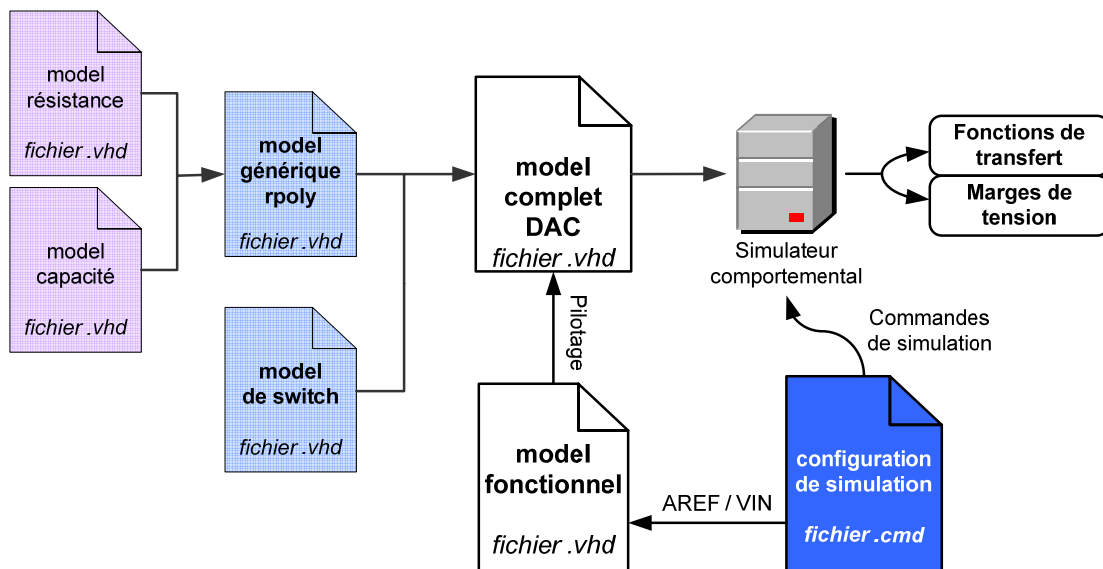 model
résistance
fichier .vhd
model
capacité
fichier .vhd
model
générique
rpoly
fichier .vhd
model
de switch
fichier .vhd
model
complet
DAC
fichier .vhd
Pilotage
model
fonctionnel
fichier .vhd
Simulateur
comportemental
Fonctions de
transfert
Marges de
tension
Commandes
de simulation
configuration
de simulation
fichier .cmd
AREF / VIN